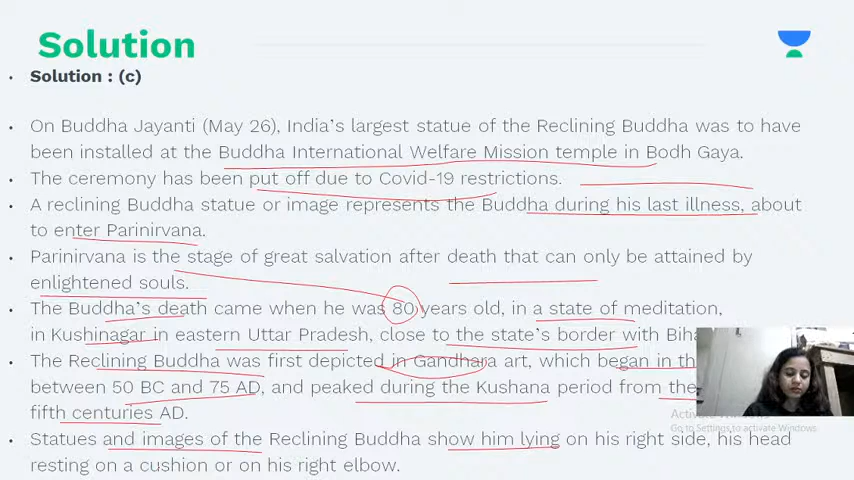 Solution
• Solution : (c)
• On Buddha Jayanti (May 26), India's largest statue of the Reclining Buddha was to have
been installed at the Buddha International Welfare Mission temple in Bodh Gaya.
• The ceremony has been put off due to Covid-19 restrictions.
• A reclining Buddha statue or image represents the Buddha during his last illness, about
to enter Parinirvana.
• Parinirvana is the stage of great salvation after death that can only be attained by
enlightened souls.
• The Buddha's death came when he was 80 years old, in a state of meditation,
in Kushinagar in eastern Uttar Pradesh, close to the state's border with
• The Reclining Buddha was first depicted in Gandhara art, which began in
between 50 BC and 75 AD, and peaked during the Kushana period from the
fifth centuries AD.
• Statues and images of the Reclining Buddha show him lying on his right side, his head
resting on a cushion or on his right elbow.
Go to Settings to activate Windows.